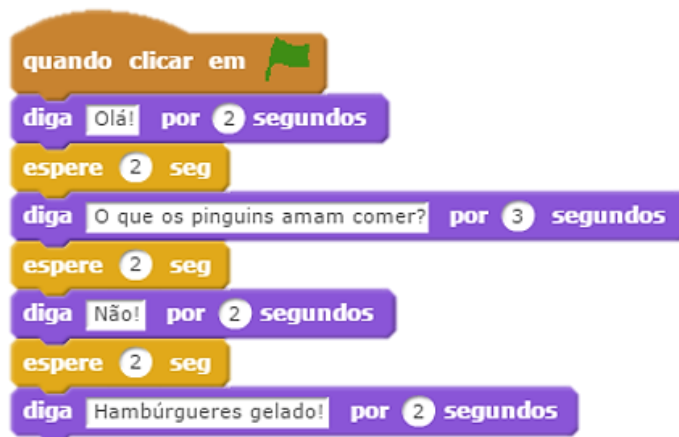 quando clicar em
diga Olá! por 2 segundos
espere 2 seg
diga O que os pinguins amam comer? por 3 segundos
espere 2 seg
diga Não! por 2 segundos
espere 2 seg
diga Hambúrgueres gelado! por 2 segundos